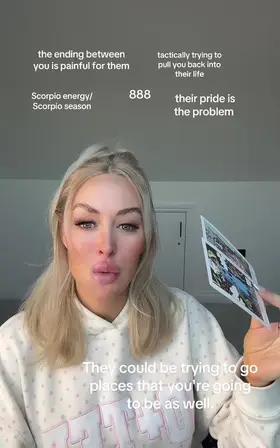 the ending between
you is painful for them
tactically trying to
pull you back into
their life
Scorpio energy/
Scorpio season
888
their pride is
the problem
They could be trying to go
places that you're going
to be as well.